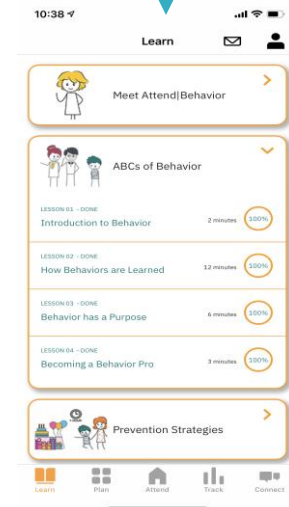 10:38
Learn
Meet Attend|Behavior
ABCs of Behavior
LESSON 01 - DONE
Introduction to Behavior
2 minutes
100%
LESSON 02 - DONE
How Behaviors are Learned
12 minutes
100%
LESSON 03 - DONE
Behavior has a Purpose
6 minutes
100%
LESSON 04 - DONE
Becoming a Behavior Pro
3 minutes
100%
Prevention Strategies
Learn
Plan
Attend
Track
Connect